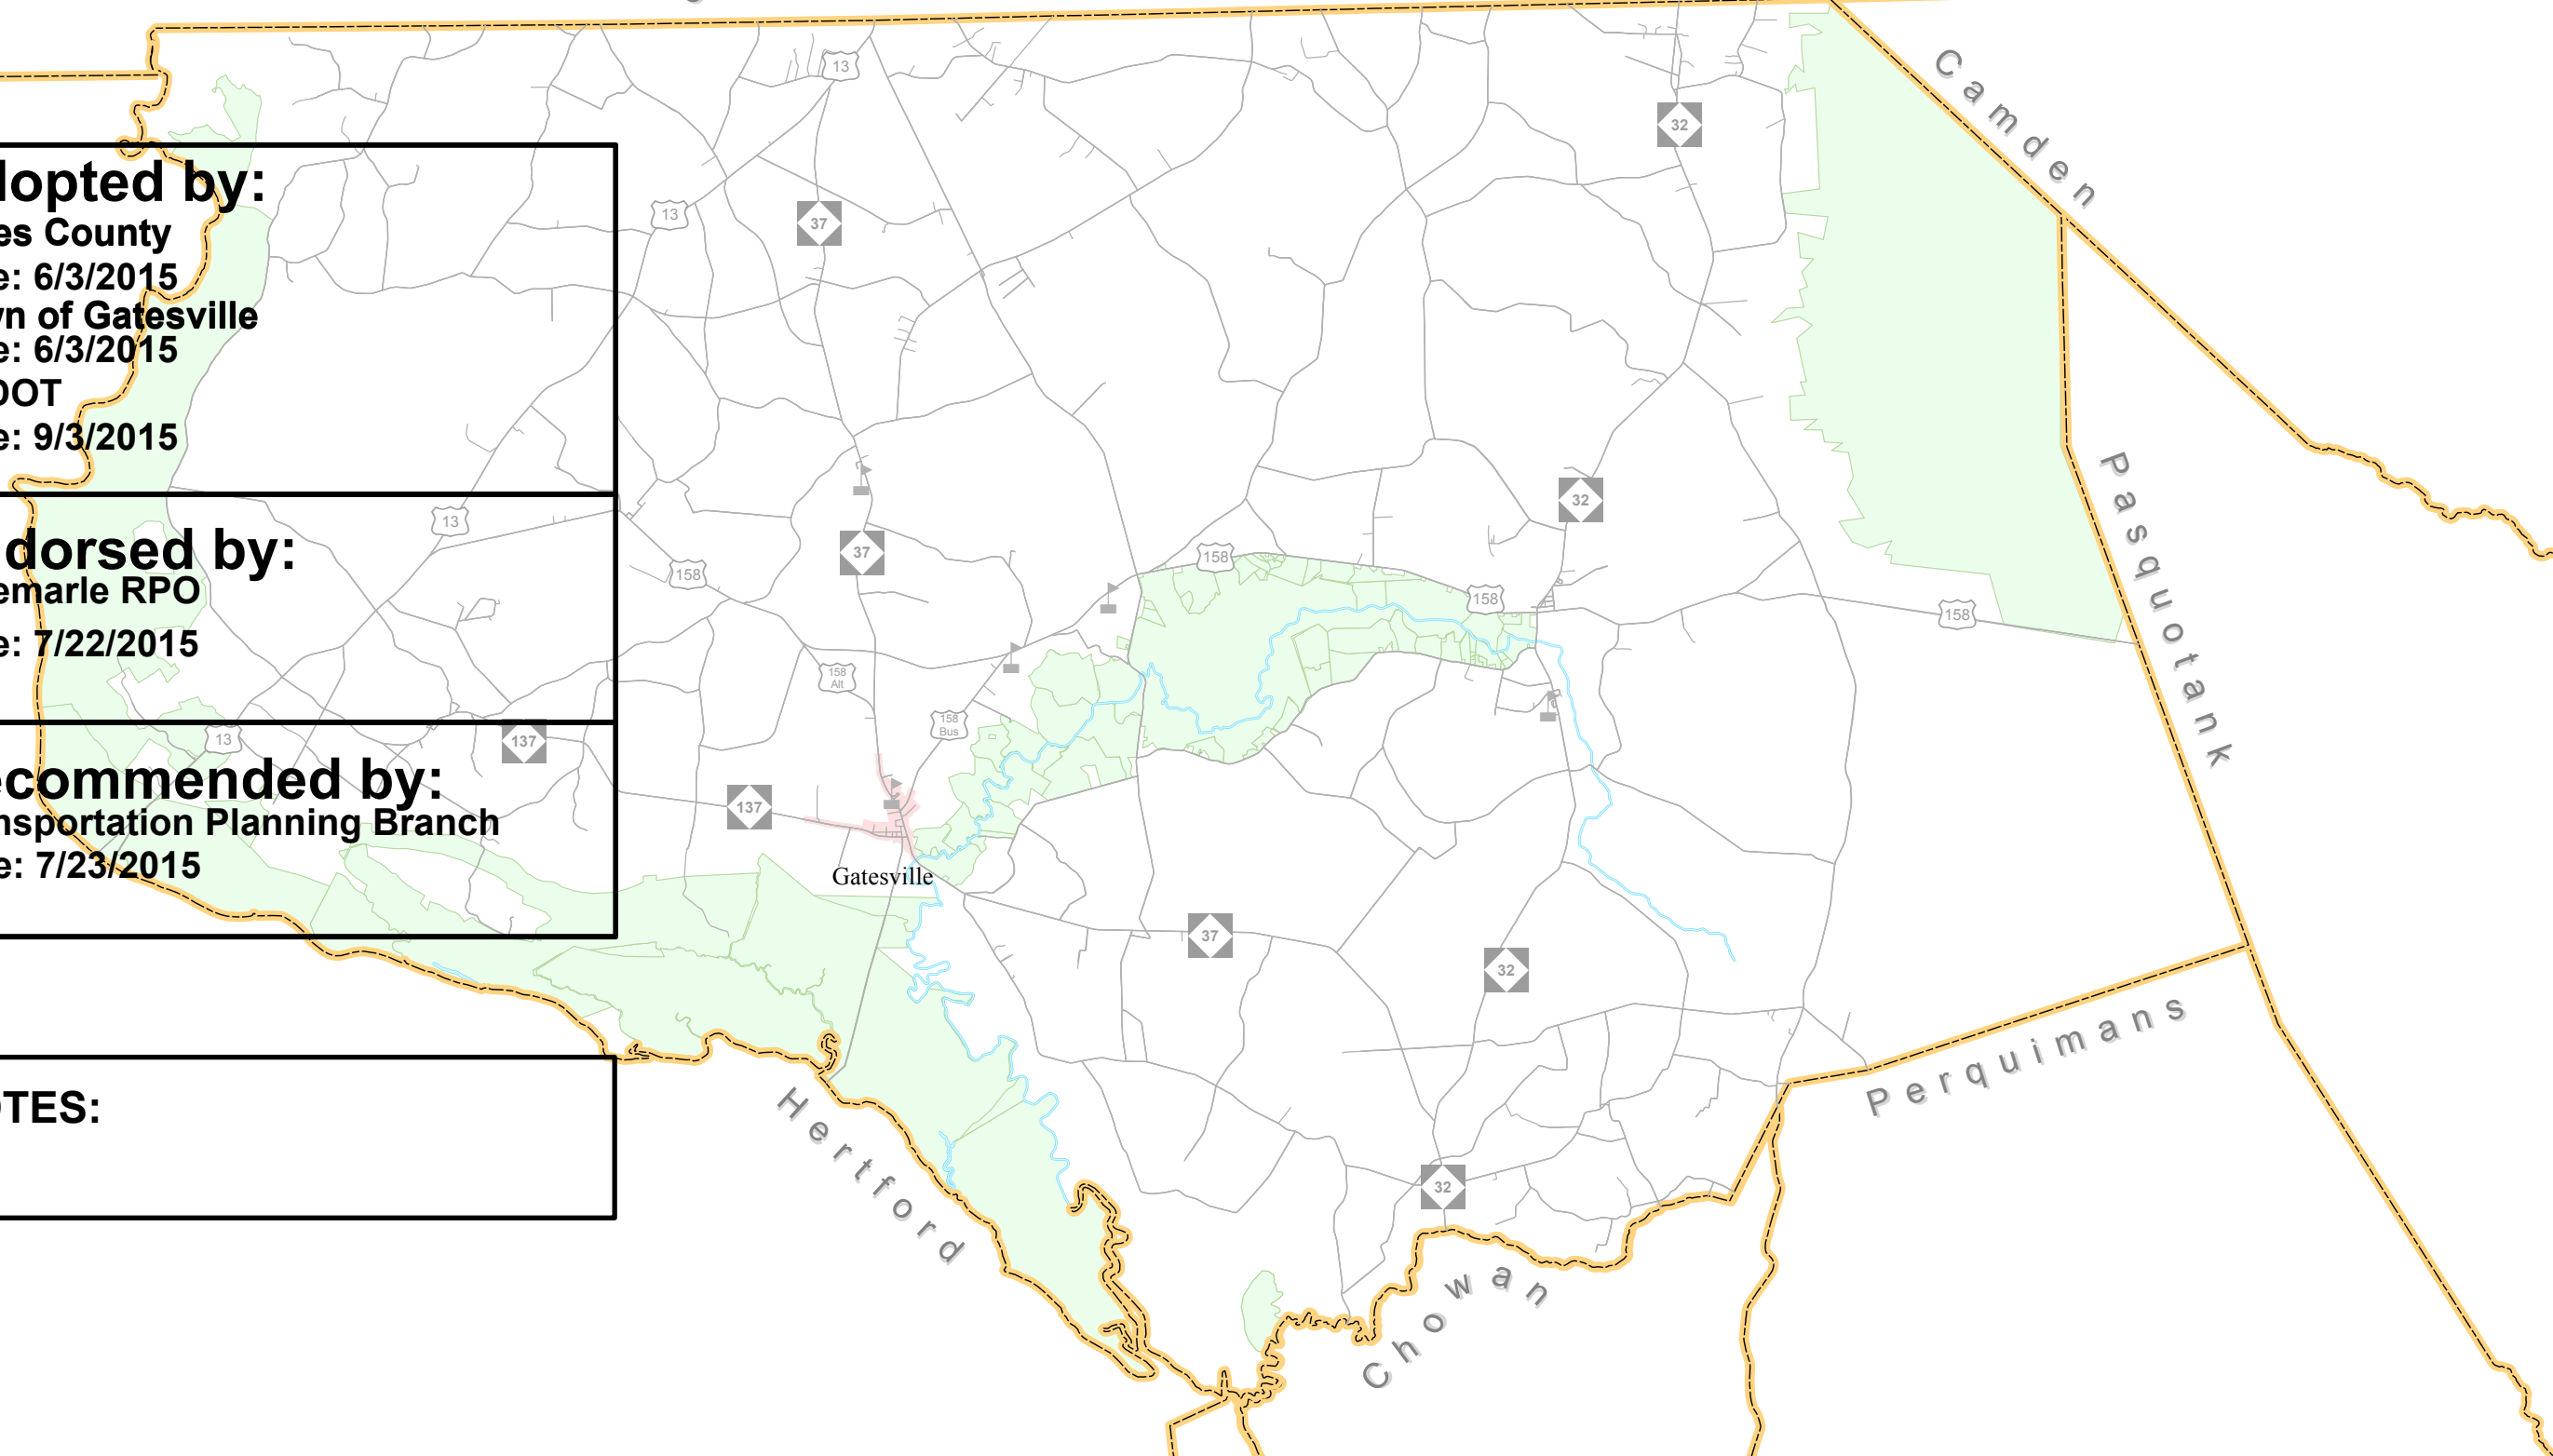 dopted by:
es County
e: 6/3/2015
n of Gatesville
e: 6/3/2015
DOT
e: 9/3/2015
dorsed by:
emarle RPO
e: 7/22/2015
ecommended by:
nsportation Planning Branch
e: 7/23/2015
OTES:
13
32
Camden
13
37
32
13
37
158
158
158
158
Pasquotank
158 Alt
158 Bus
13
137
137
Gatesville
37
32
Perquimans
Hertford
32
Chowan